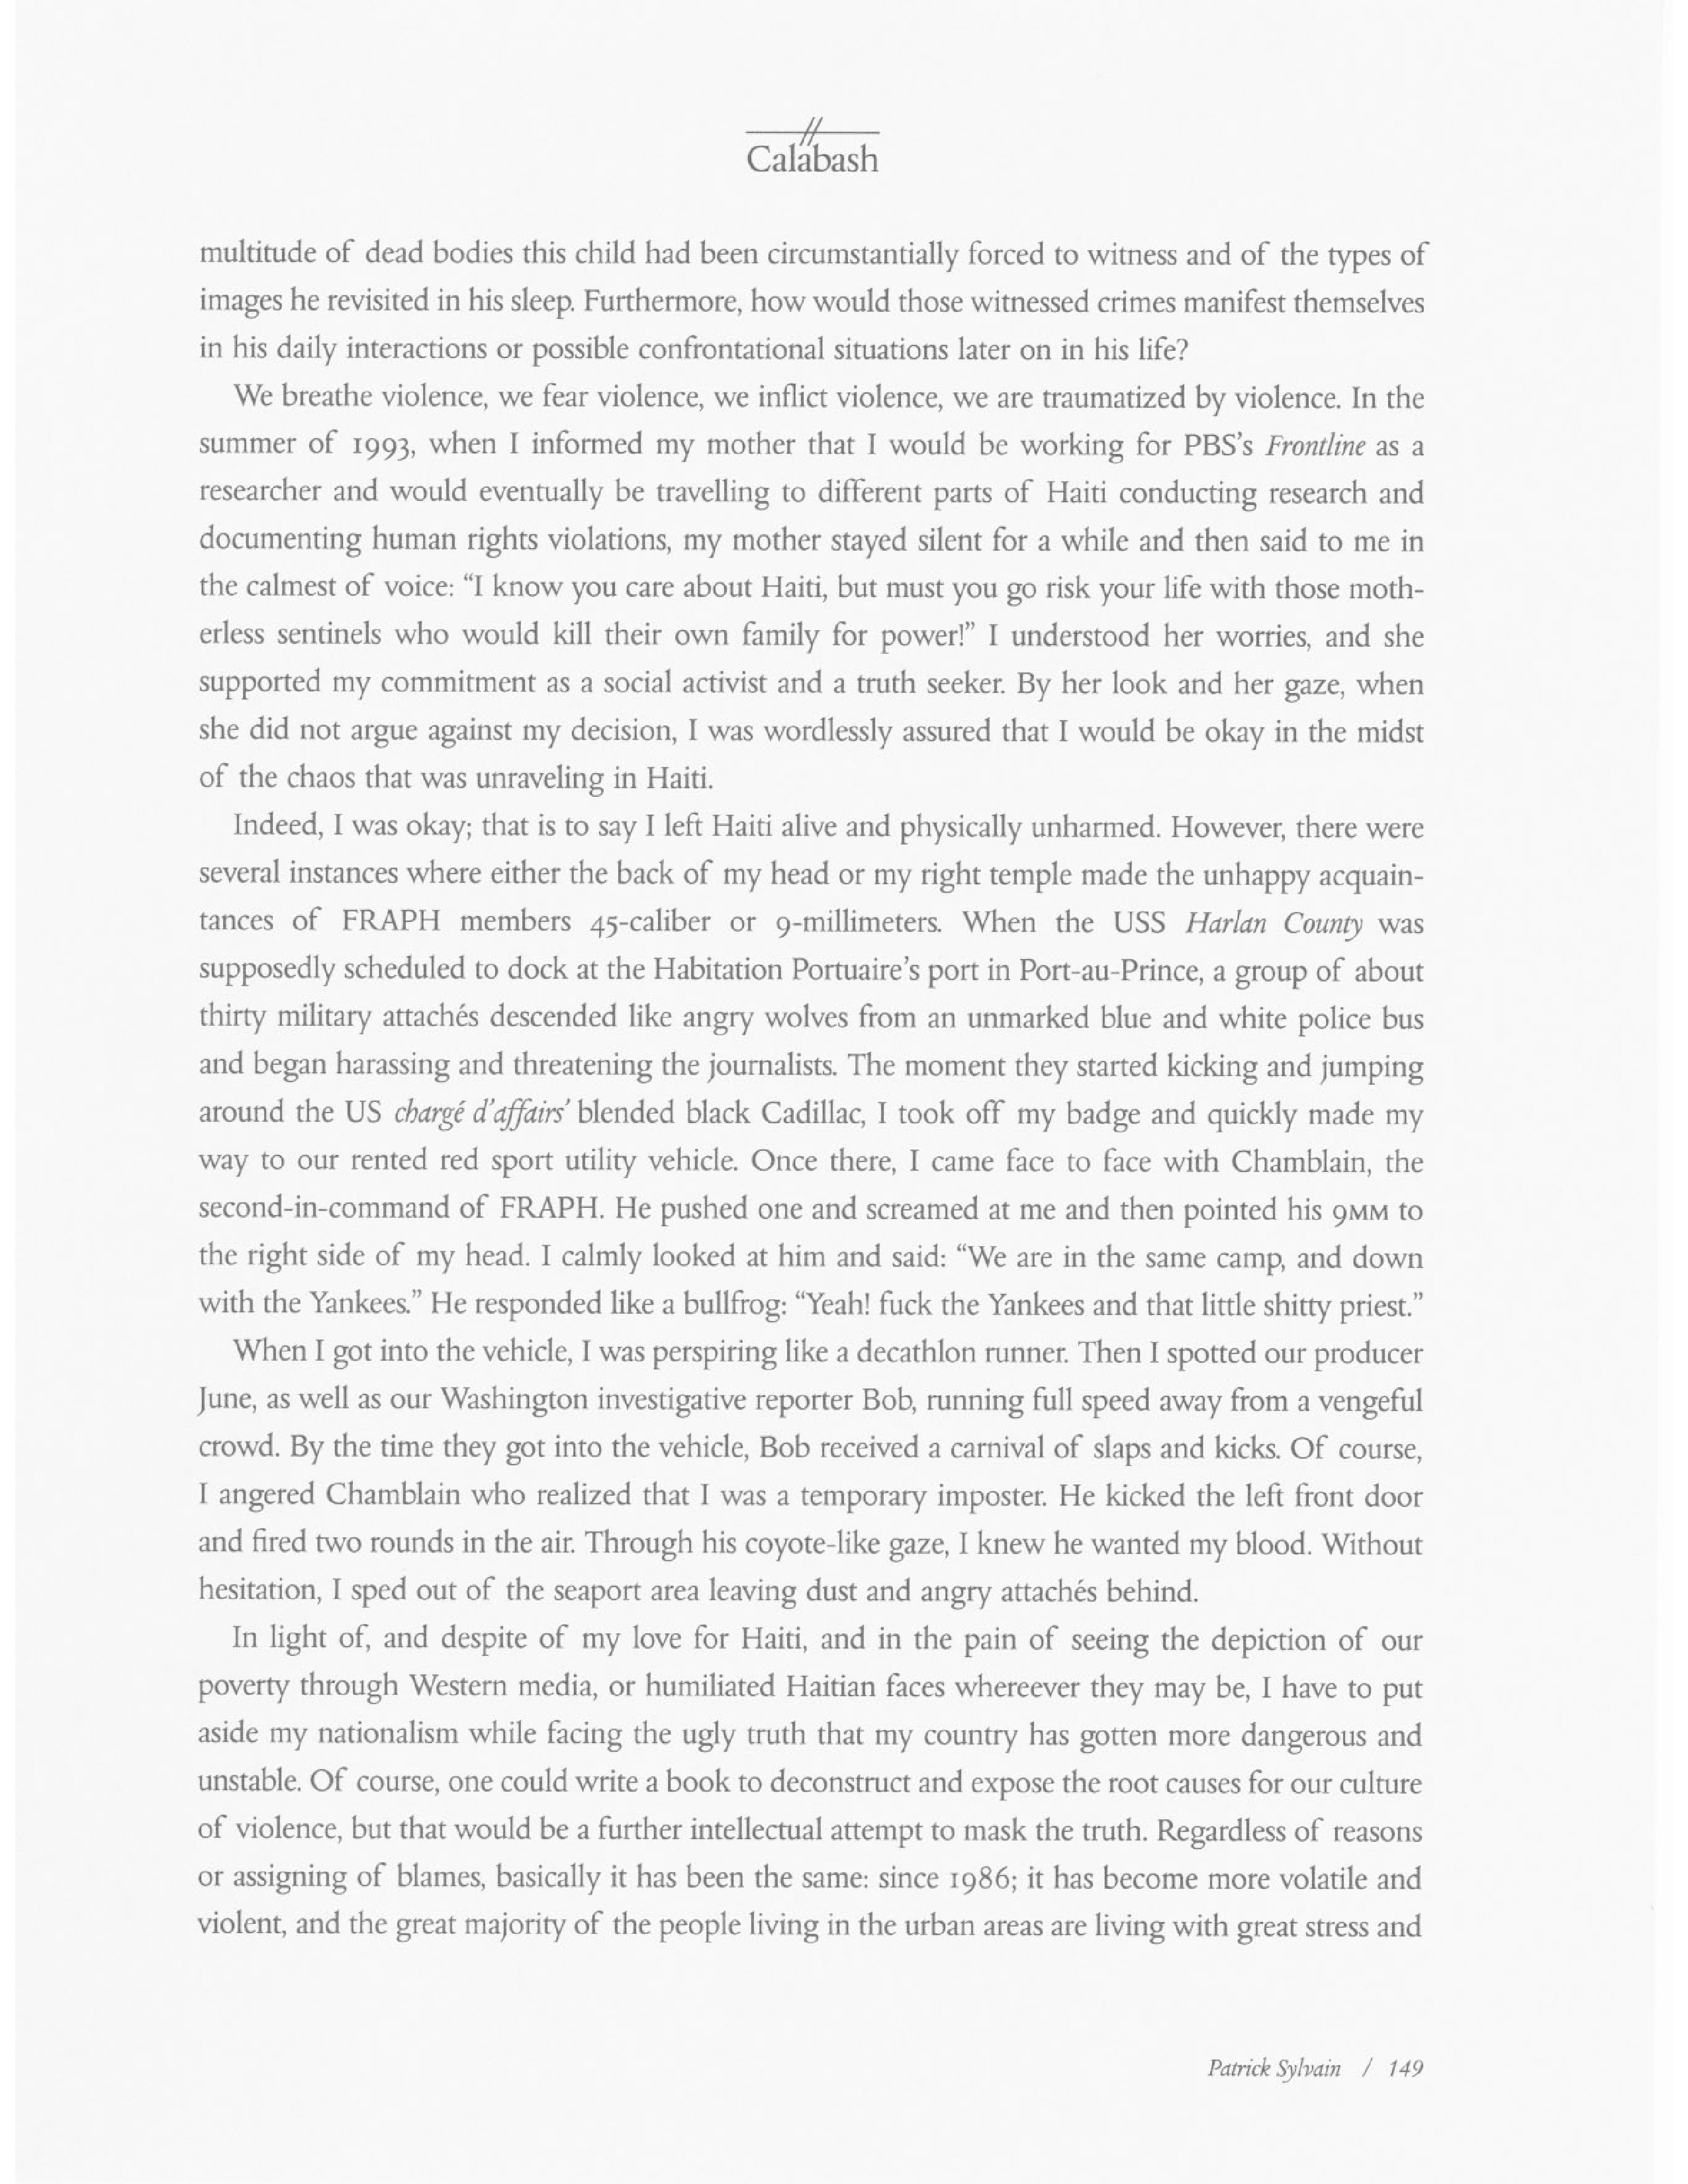 Calabash
multitude of dead bodies this child had been circumstantially forced to witness and of the types of
images he revisited in his sleep. Furthermore, how would those witnessed crimes manifest themselves
in his daily interactions or possible confrontational situations later on in his life?
We breathe violence, we fear violence, we inflict violence, we are traumatized by violence. In the
summer of 1993, when I informed my mother that I would be working for PBS's Frontline as a
researcher and would eventually be travelling to different parts of Haiti conducting research and
documenting human rights violations, my mother stayed silent for a while and then said to me in
the calmest of voice: “I know you care about Haiti, but must you go risk your life with those moth-
erless sentinels who would kill their own family for power!” I understood her worries, and she
supported my commitment as a social activist and a truth seeker. By her look and her gaze, when
she did not argue against my decision, I was wordlessly assured that I would be okay in the midst
of the chaos that was unraveling in Haiti.
Indeed, I was okay; that is to say I left Haiti alive and physically unharmed. However, there were
several instances where either the back of my head or my right temple made the unhappy acquain-
tances of FRAPH members 45-caliber or 9-millimeters. When the USS Harlan County was
supposedly scheduled to dock at the Habitation Portuaire's port in Port-au-Prince, a group of about
thirty military attachés descended like angry wolves from an unmarked blue and white police bus
and began harassing and threatening the journalists. The moment they started kicking and jumping
around the US chargé d'affairs' blended black Cadillac, I took off my badge and quickly made my
way to our rented red sport utility vehicle. Once there, I came face to face with Chamblain, the
second-in-command of FRAPH. He pushed one and screamed at me and then pointed his 9MM to
the right side of my head. I calmly looked at him and said: “We are in the same camp, and down
with the Yankees.” He responded like a bullfrog: “Yeah! fuck the Yankees and that little shitty priest.”
When I got into the vehicle, I was perspiring like a decathlon runner. Then I spotted our producer
June, as well as our Washington investigative reporter Bob, running full speed away from a vengeful
crowd. By the time they got into the vehicle, Bob received a carnival of slaps and kicks. Of course,
I angered Chamblain who realized that I was a temporary imposter. He kicked the left front door
and fired two rounds in the air. Through his coyote-like gaze, I knew he wanted my blood. Without
hesitation, I sped out of the seaport area leaving dust and angry attachés behind.
In light of, and despite of my love for Haiti, and in the pain of seeing the depiction of our
poverty through Western media, or humiliated Haitian faces whereever they may be, I have to put
aside my nationalism while facing the ugly truth that my country has gotten more dangerous and
unstable. Of course, one could write a book to deconstruct and expose the root causes for our culture
of violence, but that would be a further intellectual attempt to mask the truth. Regardless of reasons
or assigning of blames, basically it has been the same: since 1986; it has become more volatile and
violent, and the great majority of the people living in the urban areas are living with great stress and
Patrick Sylvain / 149